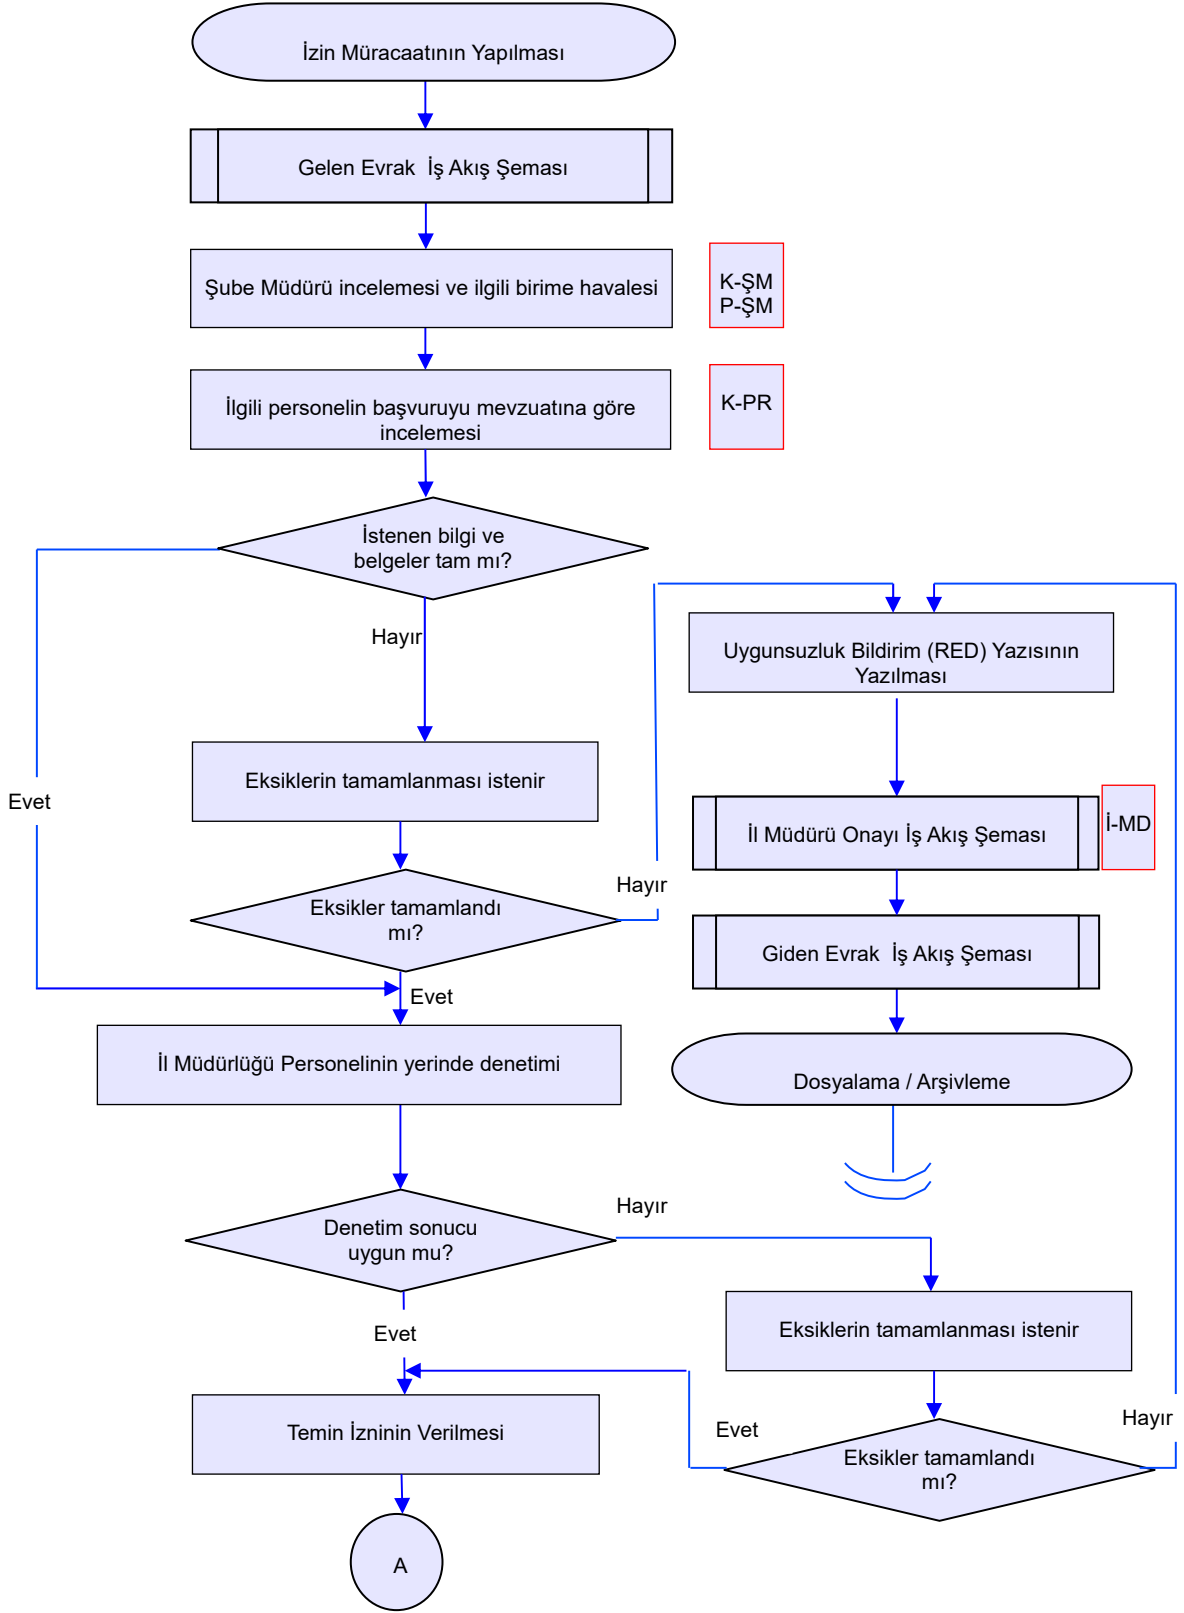 İzin Müracaatının Yapılması
Gelen Evrak  İş Akış Şeması
Şube Müdürü incelemesi ve ilgili birime havalesi
K-ŞM
P-ŞM
İlgili personelin başvuruyu mevzuatına göre
incelemesi
K-PR
İstenen bilgi ve
belgeler tam mı?
Hayır
Uygunsuzluk Bildirim (RED) Yazısının
Yazılması
Eksiklerin tamamlanması istenir
Evet
İl Müdürü Onayı İş Akış Şeması
İ-MD
Hayır
Eksikler tamamlandı
mı?
Giden Evrak  İş Akış Şeması
Evet
İl Müdürlüğü Personelinin yerinde denetimi
Dosyalama / Arşivleme
Hayır
Denetim sonucu
uygun mu?
Evet
Eksiklerin tamamlanması istenir
Temin İzninin Verilmesi
Evet
Hayır
Eksikler tamamlandı
mı?
A